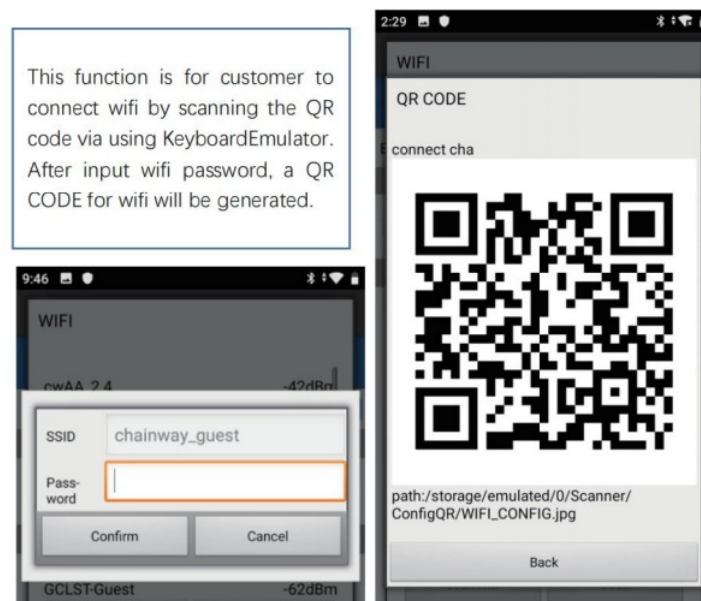 This function is for customer to
connect wifi by scanning the QR
code via using KeyboardEmulator.
After input wifi password, a QR
CODE for wifi will be generated.
9:46
WIFI
cwAA_2.4 -42dBm
SSID chainway_guest
Pass-
word
Confirm Cancel
GCLST-Guest -62dBm
2:29
WIFI
QR CODE
connect cha
path:/storage/emulated/0/Scanner/
ConfigQR/WIFI_CONFIG.jpg
Back